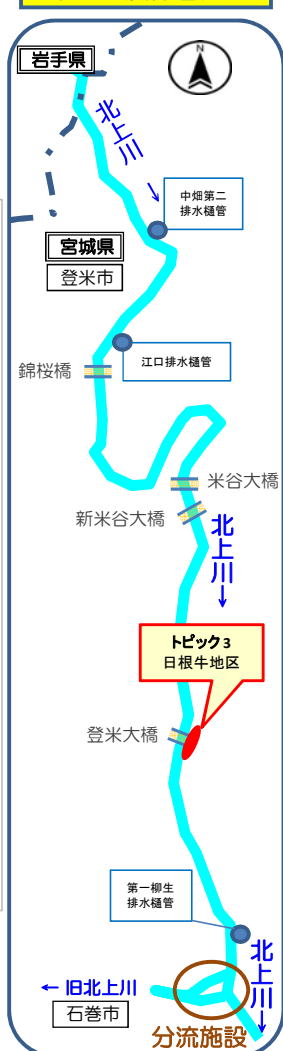 岩手県
N
北上川
↓
中畑第二
排水樋管
宮城県
登米市
江口排水樋管
錦桜橋
米谷大橋
新米谷大橋
北上川↓
トピック3
日根牛地区
登米大橋
第一柳生
排水樋管
北上川↓
← 旧北上川
石巻市
分流施設